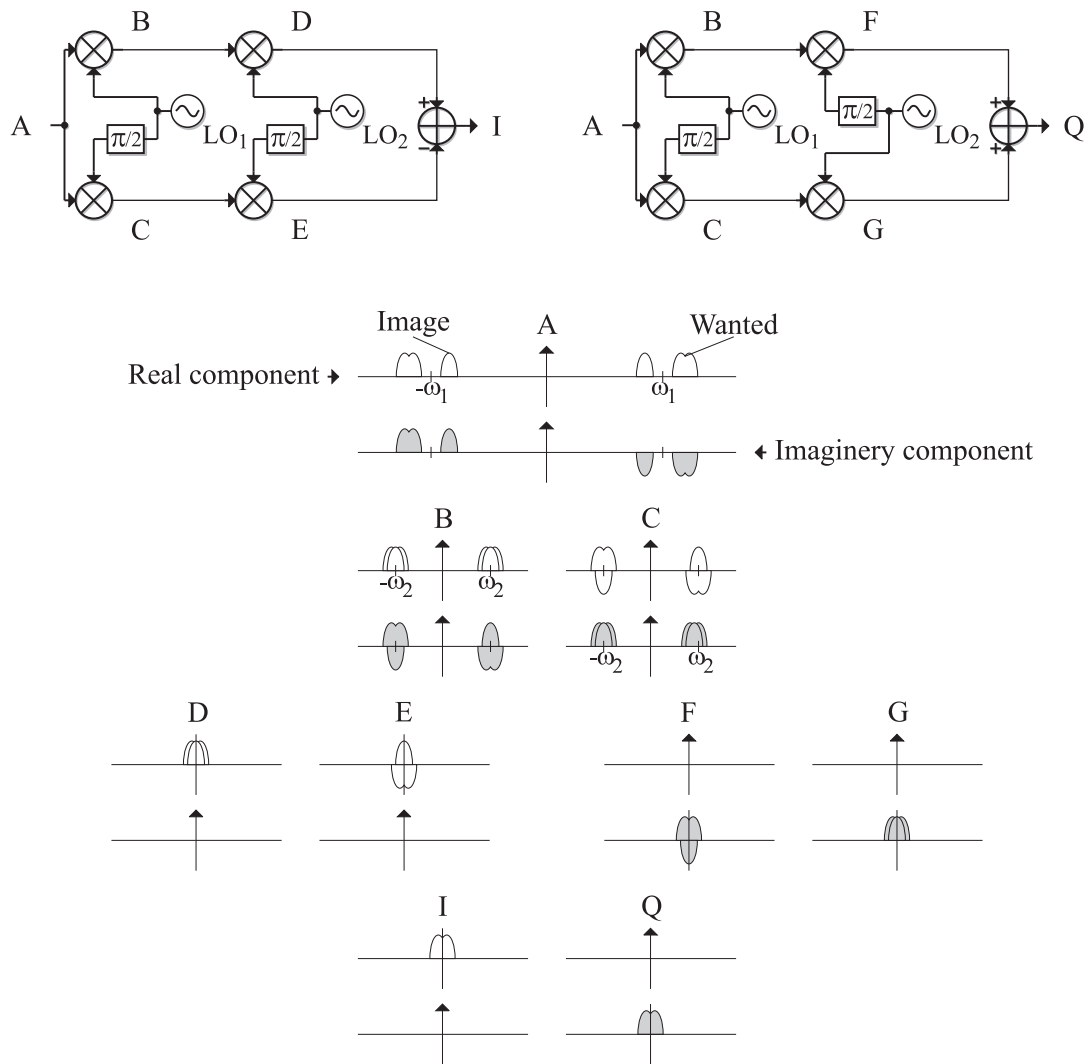 B D B F
A π/2 LO₁ π/2 LO₂ + − I A π/2 LO₁ π/2 LO₂ + + Q
C E C G
Image A Wanted
Real component
-ω₁ ω₁
Imaginery component
B C
-ω₂ ω₂
-ω₂ ω₂
D E F G
I Q